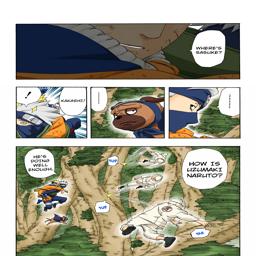 WHERE'S
SASUKE?
!
KAKASHI!
HOW IS
UZUMAKI
NARUTO?
HE'S
DOING
WELL
ENOUGH.